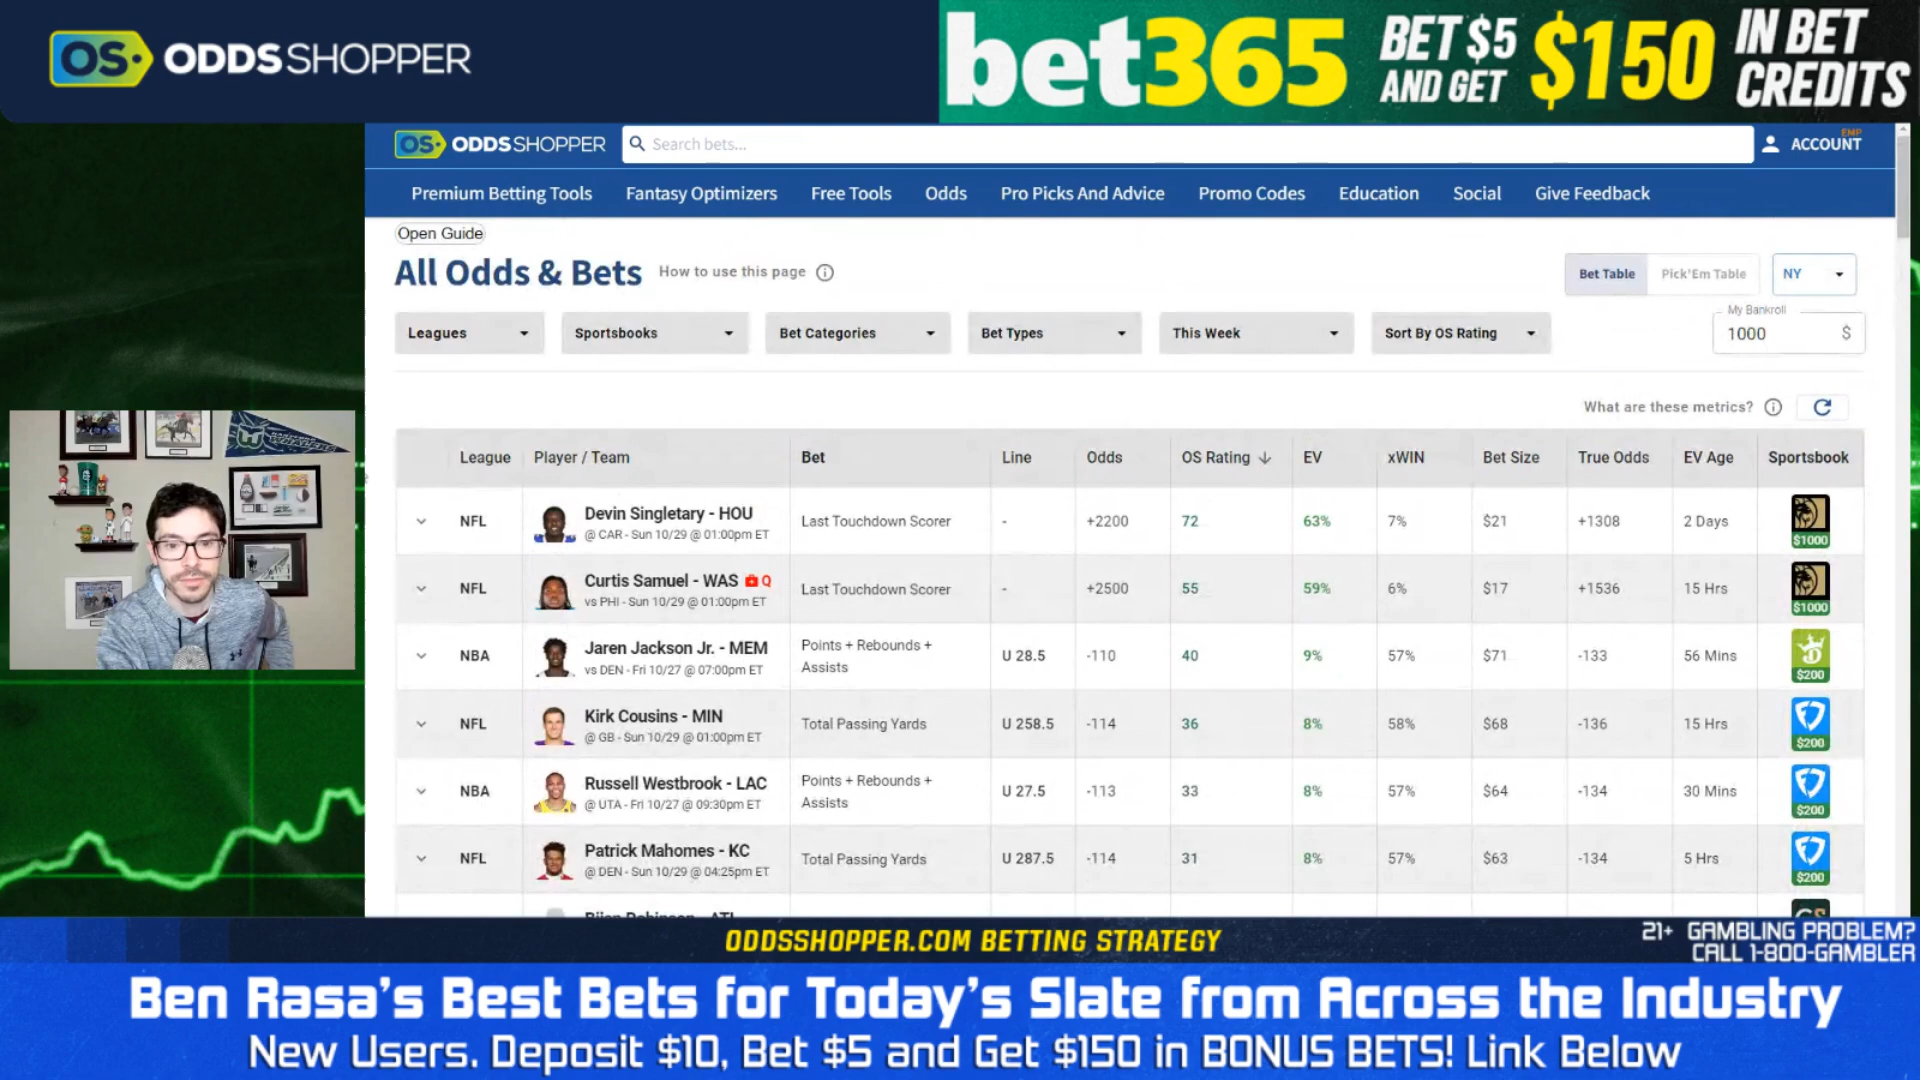 OS ODDSSHOPPER
bet365 BET $5 AND GET $150 IN BET CREDITS
OS ODDSSHOPPER Search bets... EMP ACCOUNT
Premium Betting Tools Fantasy Optimizers Free Tools Odds Pro Picks And Advice Promo Codes Education Social Give Feedback
Open Guide
All Odds & Bets How to use this page Bet Table Pick'Em Table NY
My Bankroll
Leagues Sportsbooks Bet Categories Bet Types This Week Sort By OS Rating 1000 $
What are these metrics?
League Player / Team Bet Line Odds OS Rating EV xWIN Bet Size True Odds EV Age Sportsbook
Devin Singletary - HOU
NFL Last Touchdown Scorer - +2200 72 63% 7% $21 +1308 2 Days
@ CAR - Sun 10/29 @ 01:00pm ET $1000
Curtis Samuel - WAS Q
NFL Last Touchdown Scorer - +2500 55 59% 6% $17 +1536 15 Hrs
vs PHI - Sun 10/29 @ 01:00pm ET $1000
Jaren Jackson Jr. - MEM Points + Rebounds +
NBA U 28.5 -110 40 9% 57% $71 -133 56 Mins
vs DEN - Fri 10/27 @ 07:00pm ET Assists $200
Kirk Cousins - MIN
NFL Total Passing Yards U 258.5 -114 36 8% 58% $68 -136 15 Hrs
@ GB - Sun 10/29 @ 01:00pm ET $200
Russell Westbrook - LAC Points + Rebounds +
NBA U 27.5 -113 33 8% 57% $64 -134 30 Mins
@ UTA - Fri 10/27 @ 09:30pm ET Assists $200
Patrick Mahomes - KC
NFL Total Passing Yards U 287.5 -114 31 8% 57% $63 -134 5 Hrs
@ DEN - Sun 10/29 @ 04:25pm ET $200
ODDSSHOPPER.COM BETTING STRATEGY
21+ GAMBLING PROBLEM?
CALL 1-800-GAMBLER
Ben Rasa's Best Bets for Today's Slate from Across the Industry
New Users. Deposit $10, Bet $5 and Get $150 in BONUS BETS! Link Below